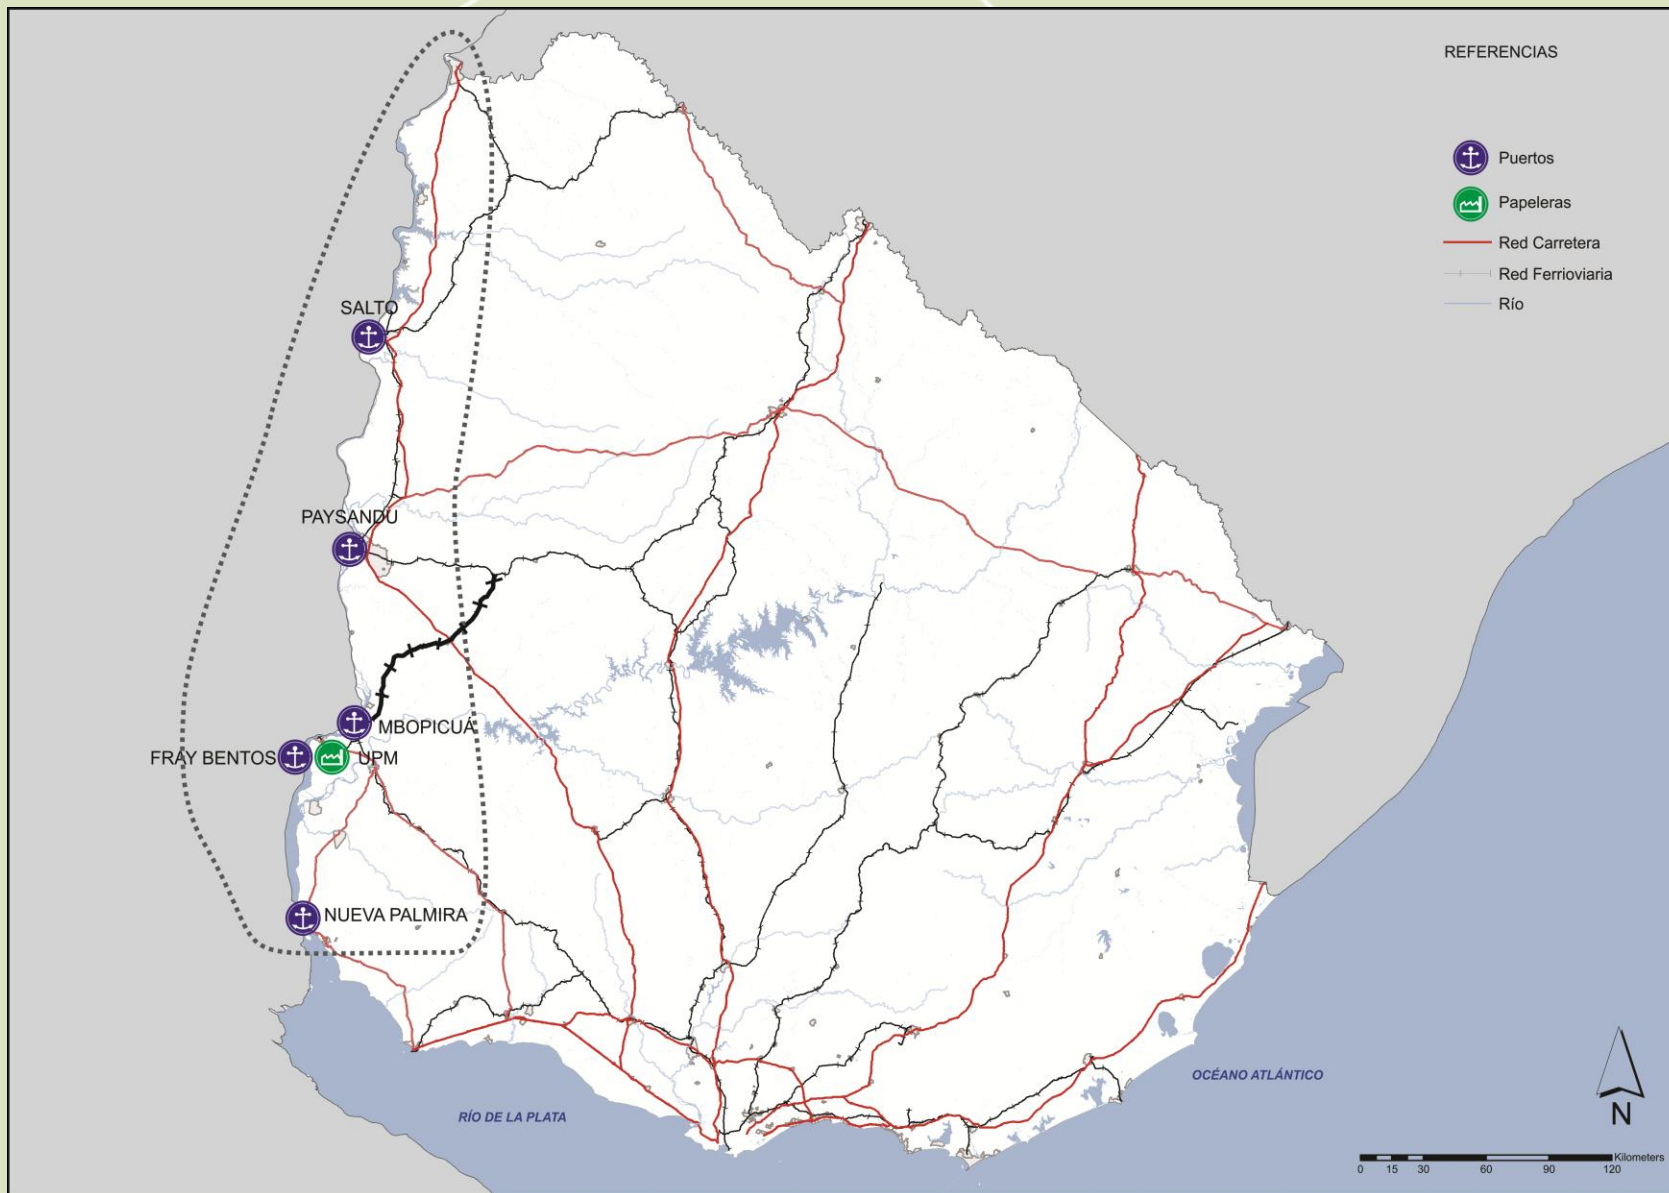 REFERENCIAS
Puertos
Papeleras
Red Carretera
Red Ferrioviaria
Río
SALTO
PAYSANDU
MBOPICUÁ
FRAY BENTOS
UPM
NUEVA PALMIRA
RÍO DE LA PLATA
OCÉANO ATLÁNTICO
N
Kilometers
0 15 30 60 90 120